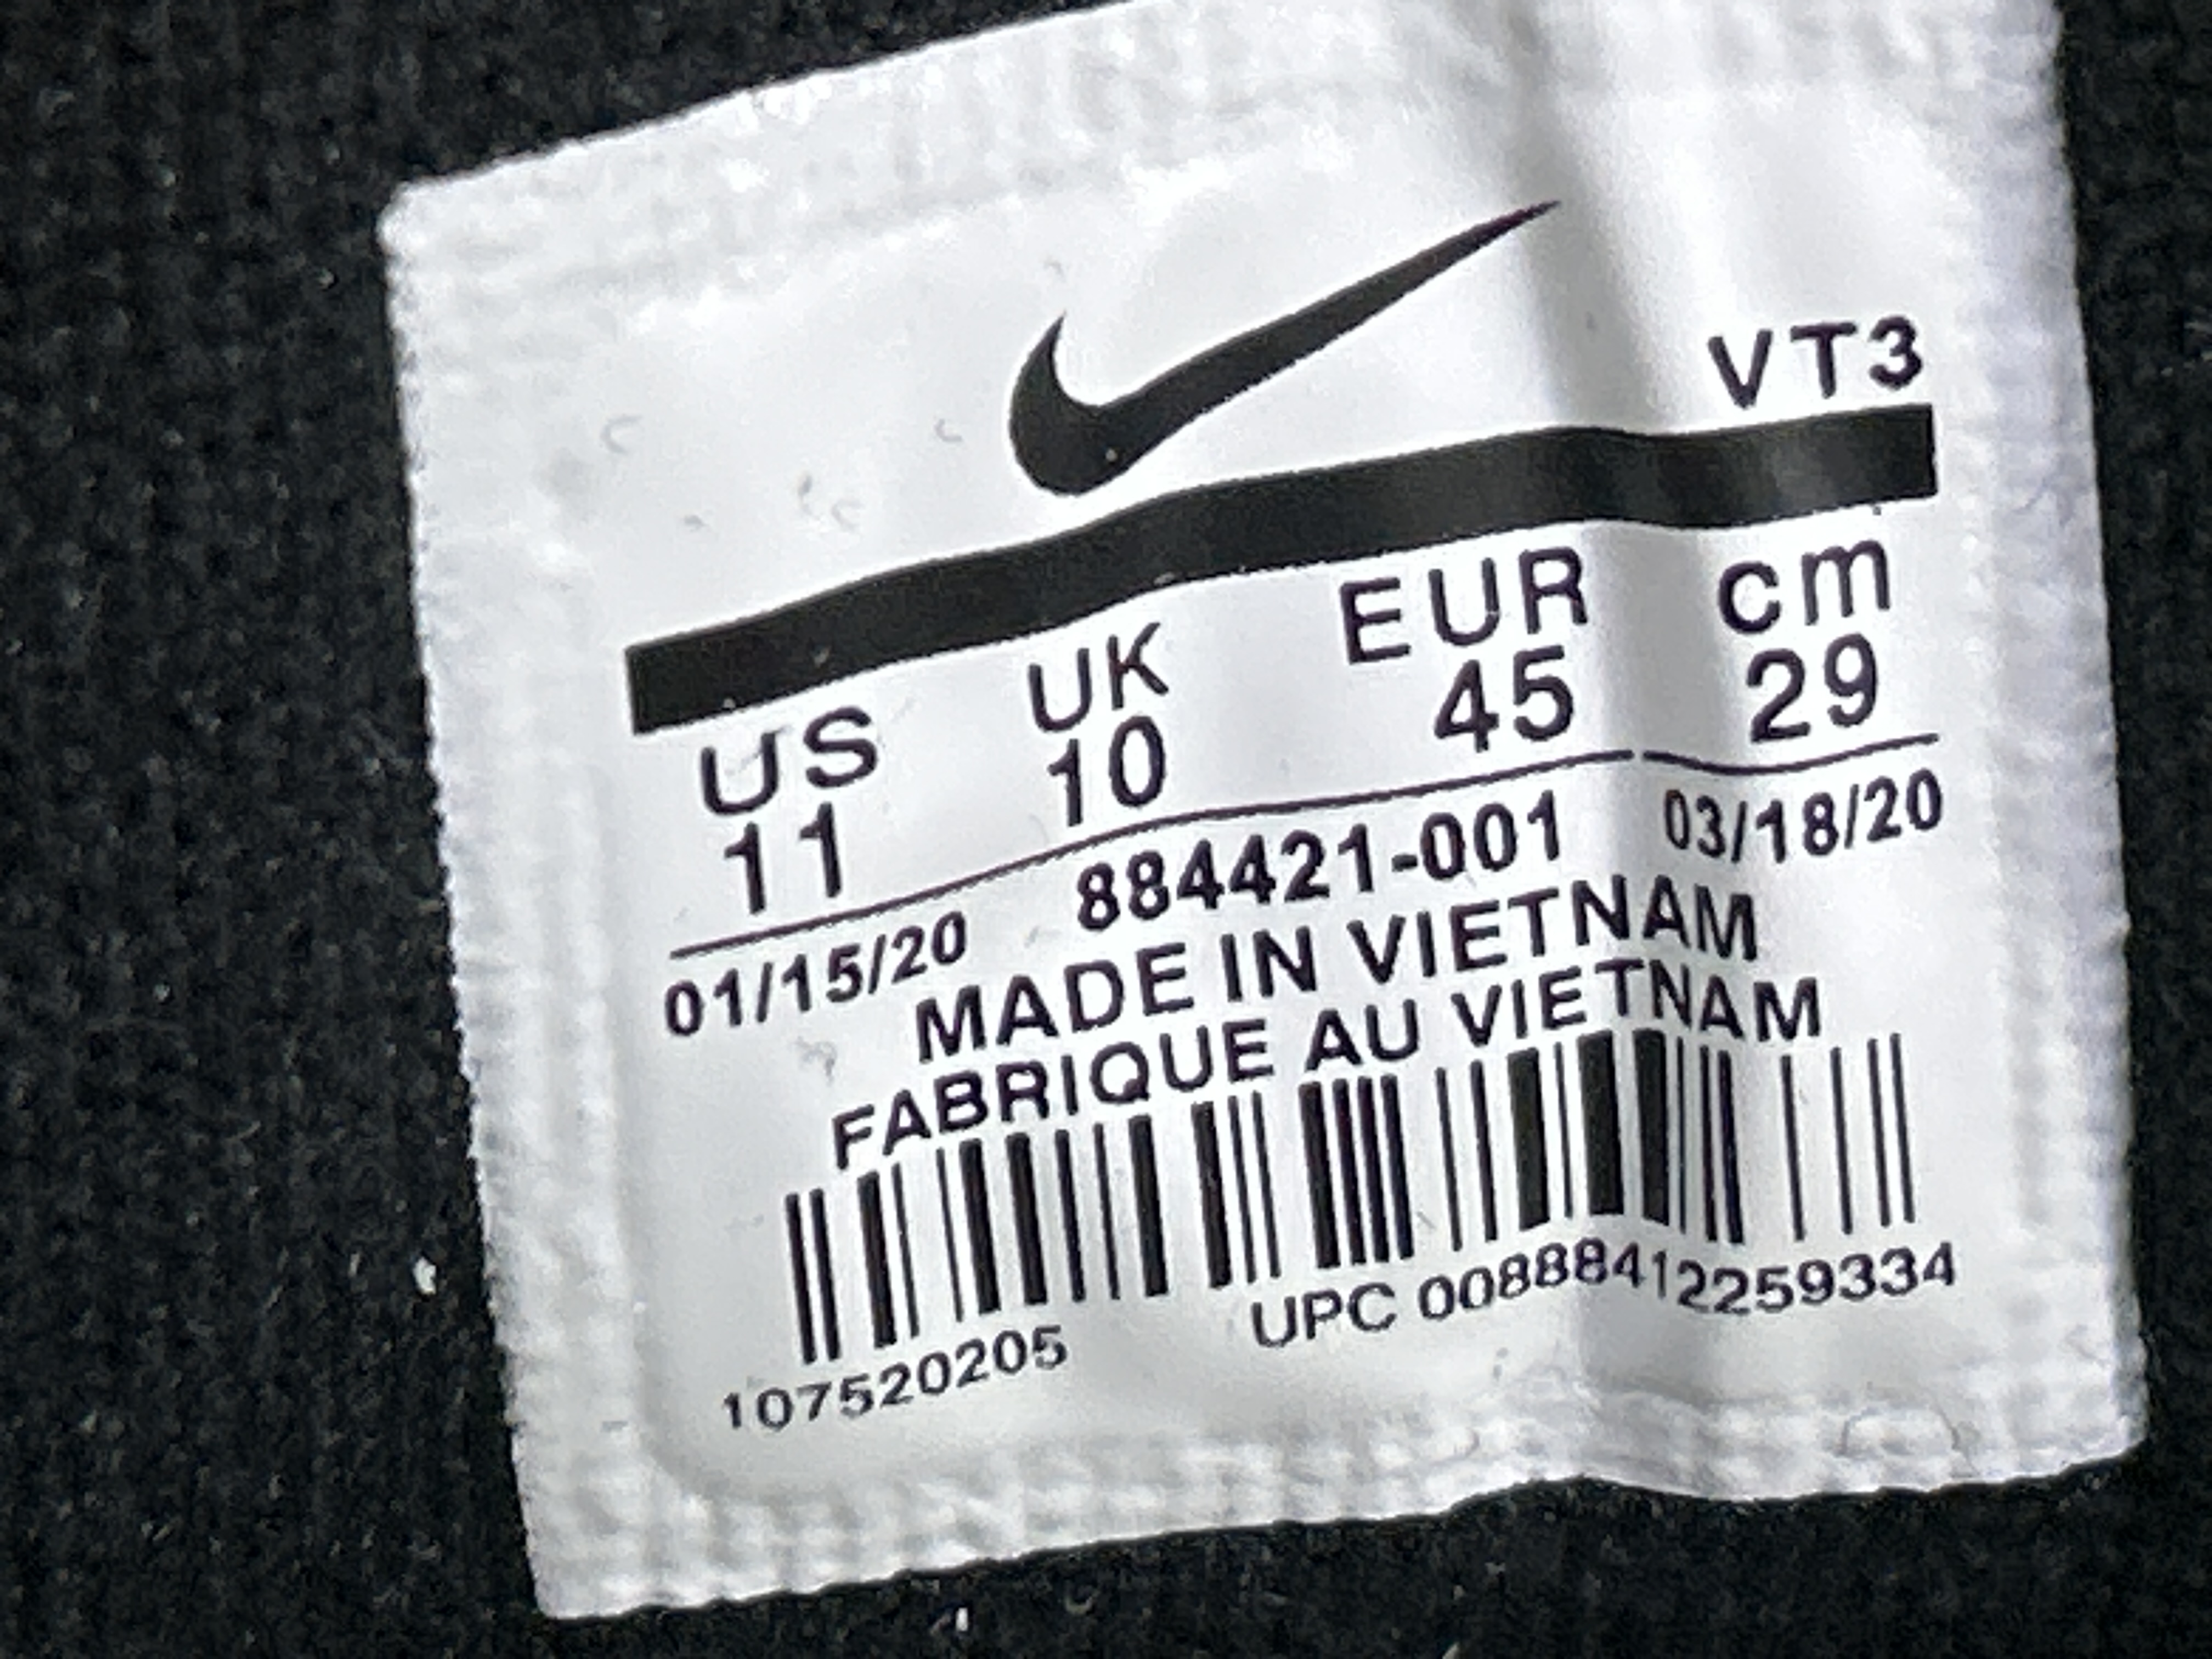 VT3
US UK EUR cm
11 10 45 29
01/15/20 884421-001 03/18/20
MADE IN VIETNAM
FABRIQUE AU VIETNAM
107520205 UPC 00888412259334